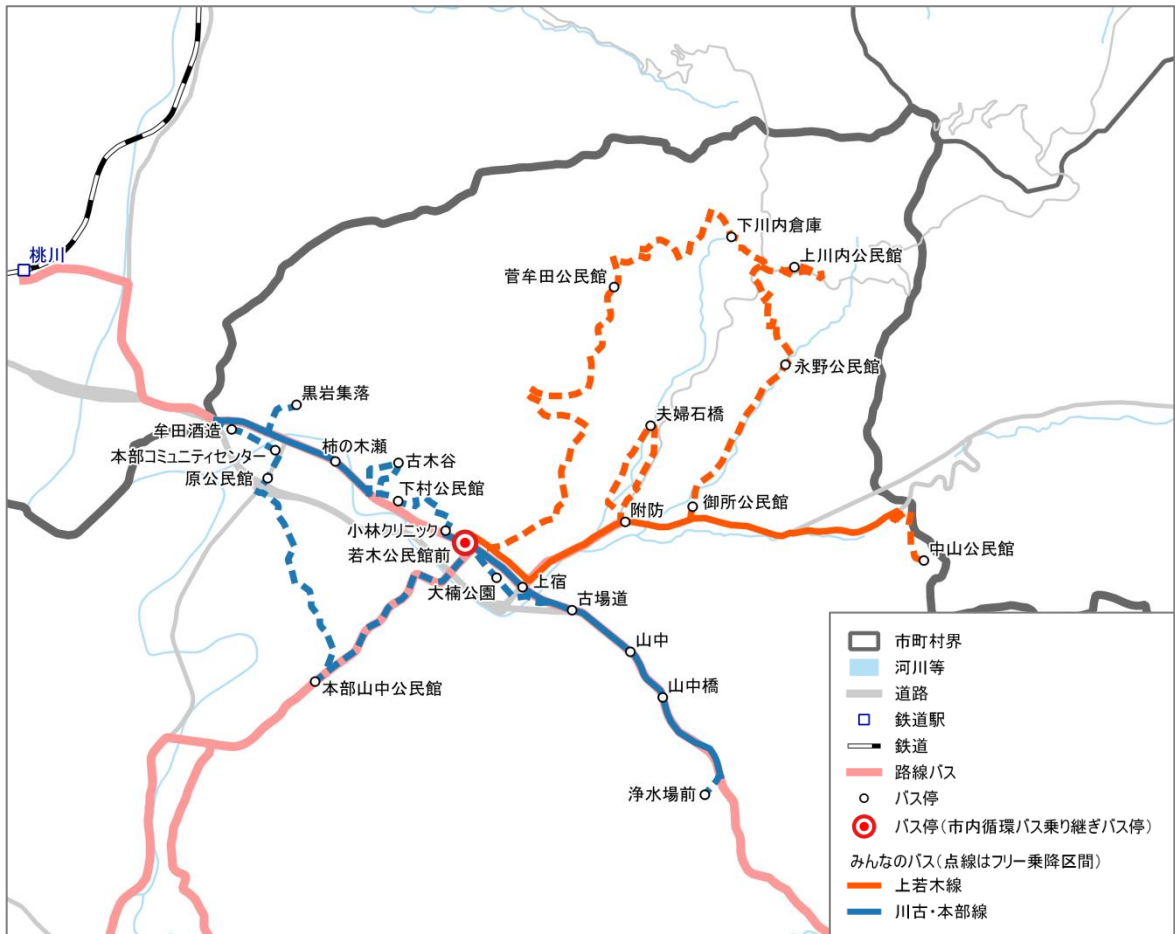 桃川
下川内倉庫
上川内公民館
菅牟田公民館
永野公民館
黒岩集落
夫婦石橋
牟田酒造
本部コミュニティセンター
柿の木瀬
古木谷
原公民館
下村公民館
御所公民館
附防
小林クリニック
若木公民館前
中山公民館
大楠公園
上宿
古場道
山中
本部山中公民館
山中橋
浄水場前
市町村界
河川等
道路
鉄道駅
鉄道
路線バス
バス停
バス停(市内循環バス乗り継ぎバス停)
みんなのバス(点線はフリー乗降区間)
上若木線
川古・本部線